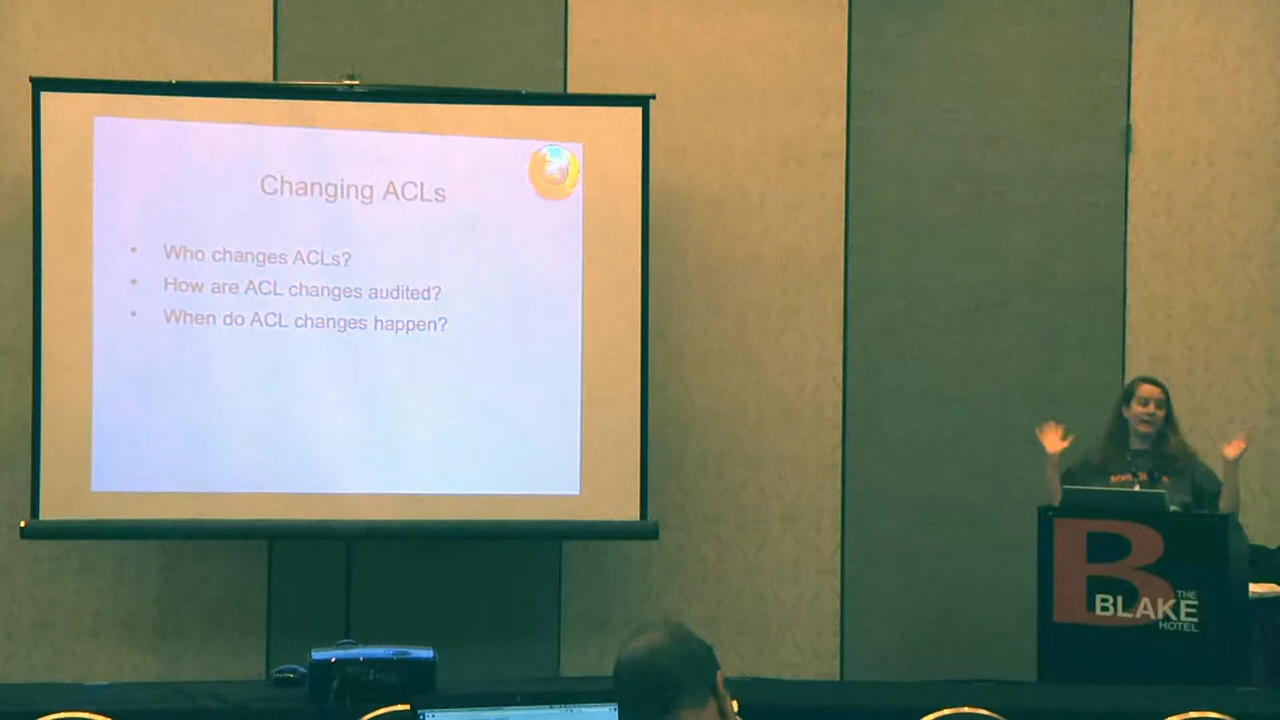 Changing ACLs
• Who changes ACLs?
• How are ACL changes audited?
• When do ACL changes happen?
B
THE
BLAKE
HOTEL